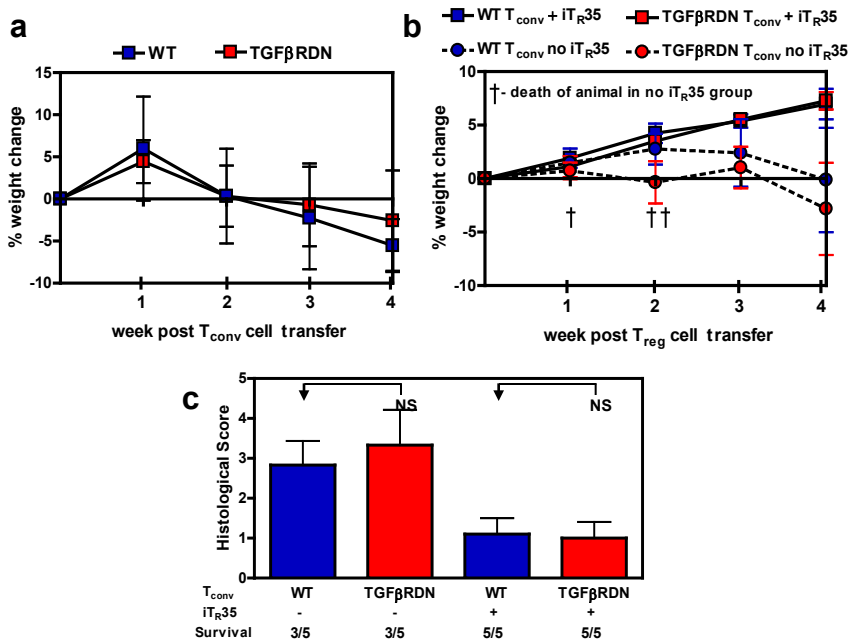 a
WT TGFβRDN
15
10
5
0
-5
-10
% weight change
1 2 3 4
week post Tconv cell transfer
b
WT Tconv + iTR35 TGFβRDN Tconv + iTR35
WT Tconv no iTR35 TGFβRDN Tconv no iTR35
†- death of animal in no iTR35 group
10
5
0
-5
-10
% weight change
† ††
1 2 3 4
week post Treg cell transfer
c
5
4
3
2
1
0
Histological Score
NS NS
Tconv WT TGFβRDN WT TGFβRDN
iTR35 - - + +
Survival 3/5 3/5 5/5 5/5